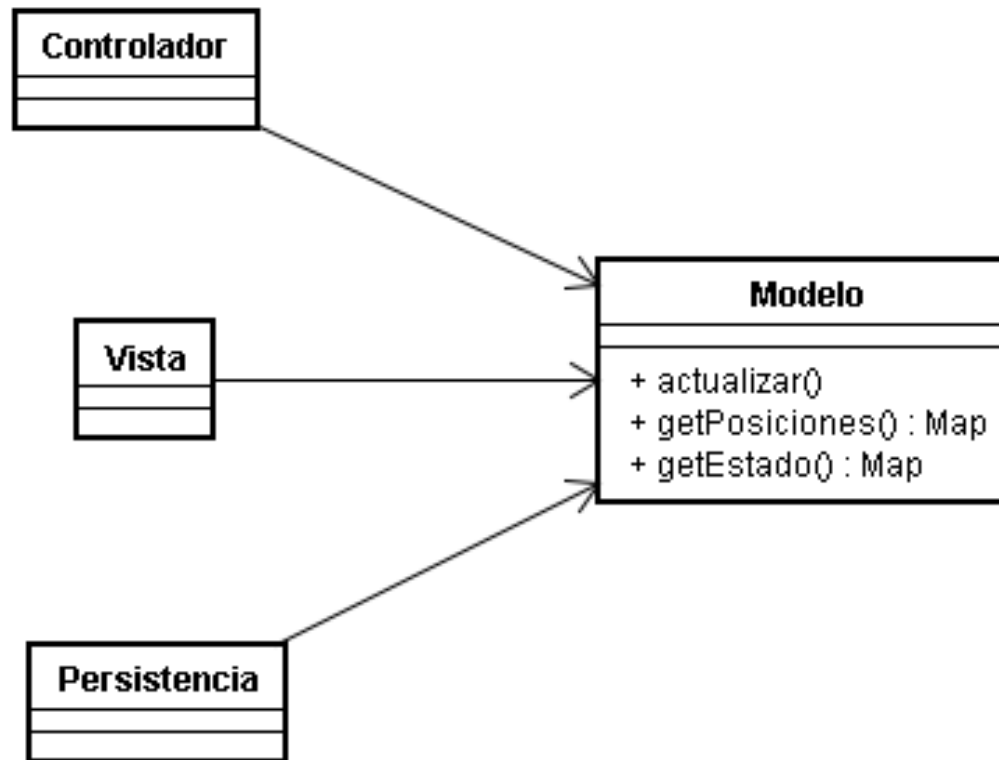 Controlador
Modelo
+ actualizar()
+ getPosiciones() : Map
+ getEstado() : Map
Vista
Persistencia